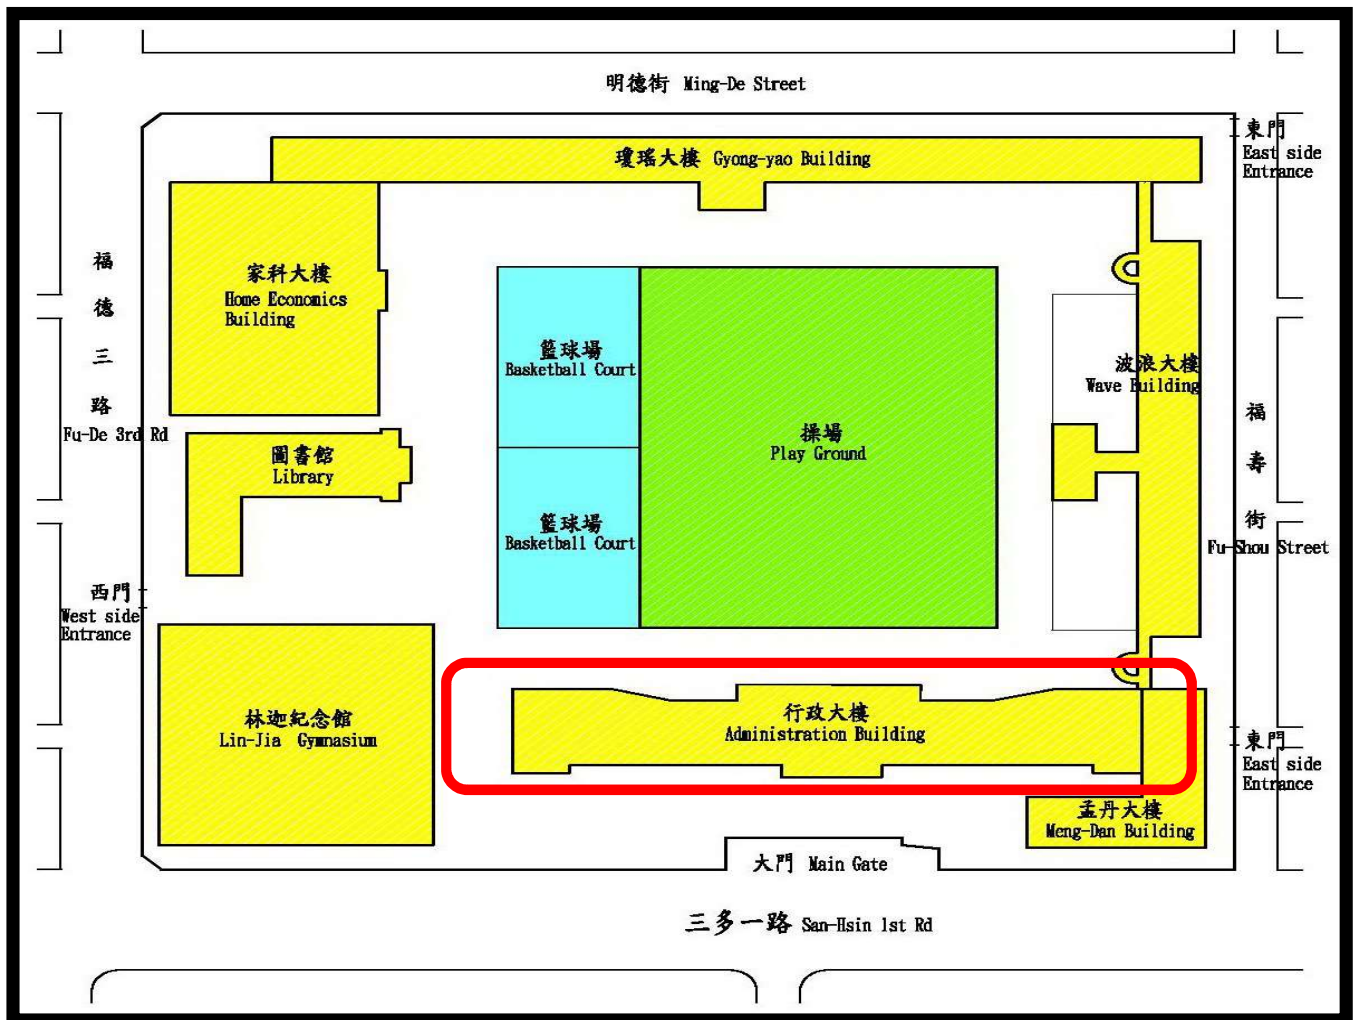 明德街 Ming-De Street
東門
East side
Entrance
瓊瑤大樓 Gyong-yao Building
家科大樓
Home Economics
Building
福
德
三
路
Fu-De 3rd Rd
籃球場
Basketball Court
操場
Play Ground
波浪大樓
Wave Building
福
壽
街
Fu-Shou Street
圖書館
Library
籃球場
Basketball Court
西門
West side
Entrance
林迦紀念館
Lin-Jia Gymnasium
行政大樓
Administration Building
東門
East side
Entrance
孟丹大樓
Meng-Dan Building
大門 Main Gate
三多一路 San-Hsin 1st Rd